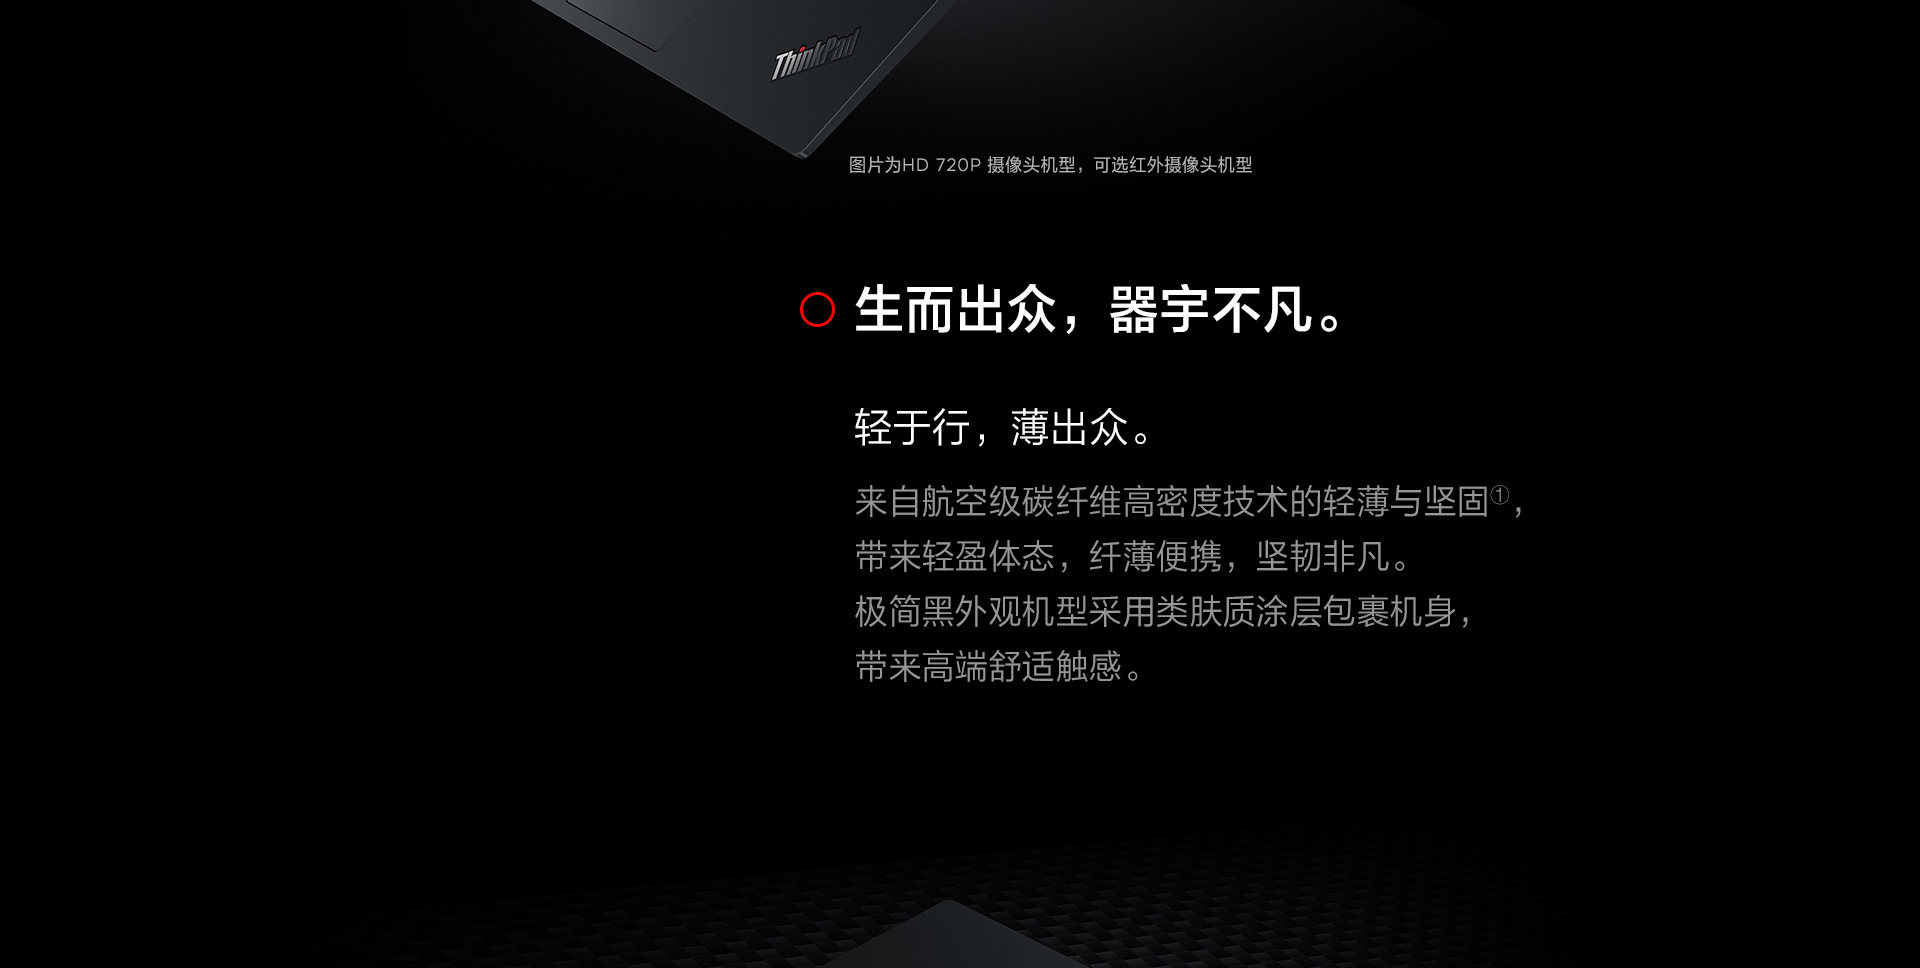 ThinkPad
图片为HD 720P 摄像头机型，可选红外摄像头机型
生而出众，器宇不凡。
轻于行，薄出众。
来自航空级碳纤维高密度技术的轻薄与坚固①，
带来轻盈体态，纤薄便携，坚韧非凡。
极简黑外观机型采用类肤质涂层包裹机身，
带来高端舒适触感。